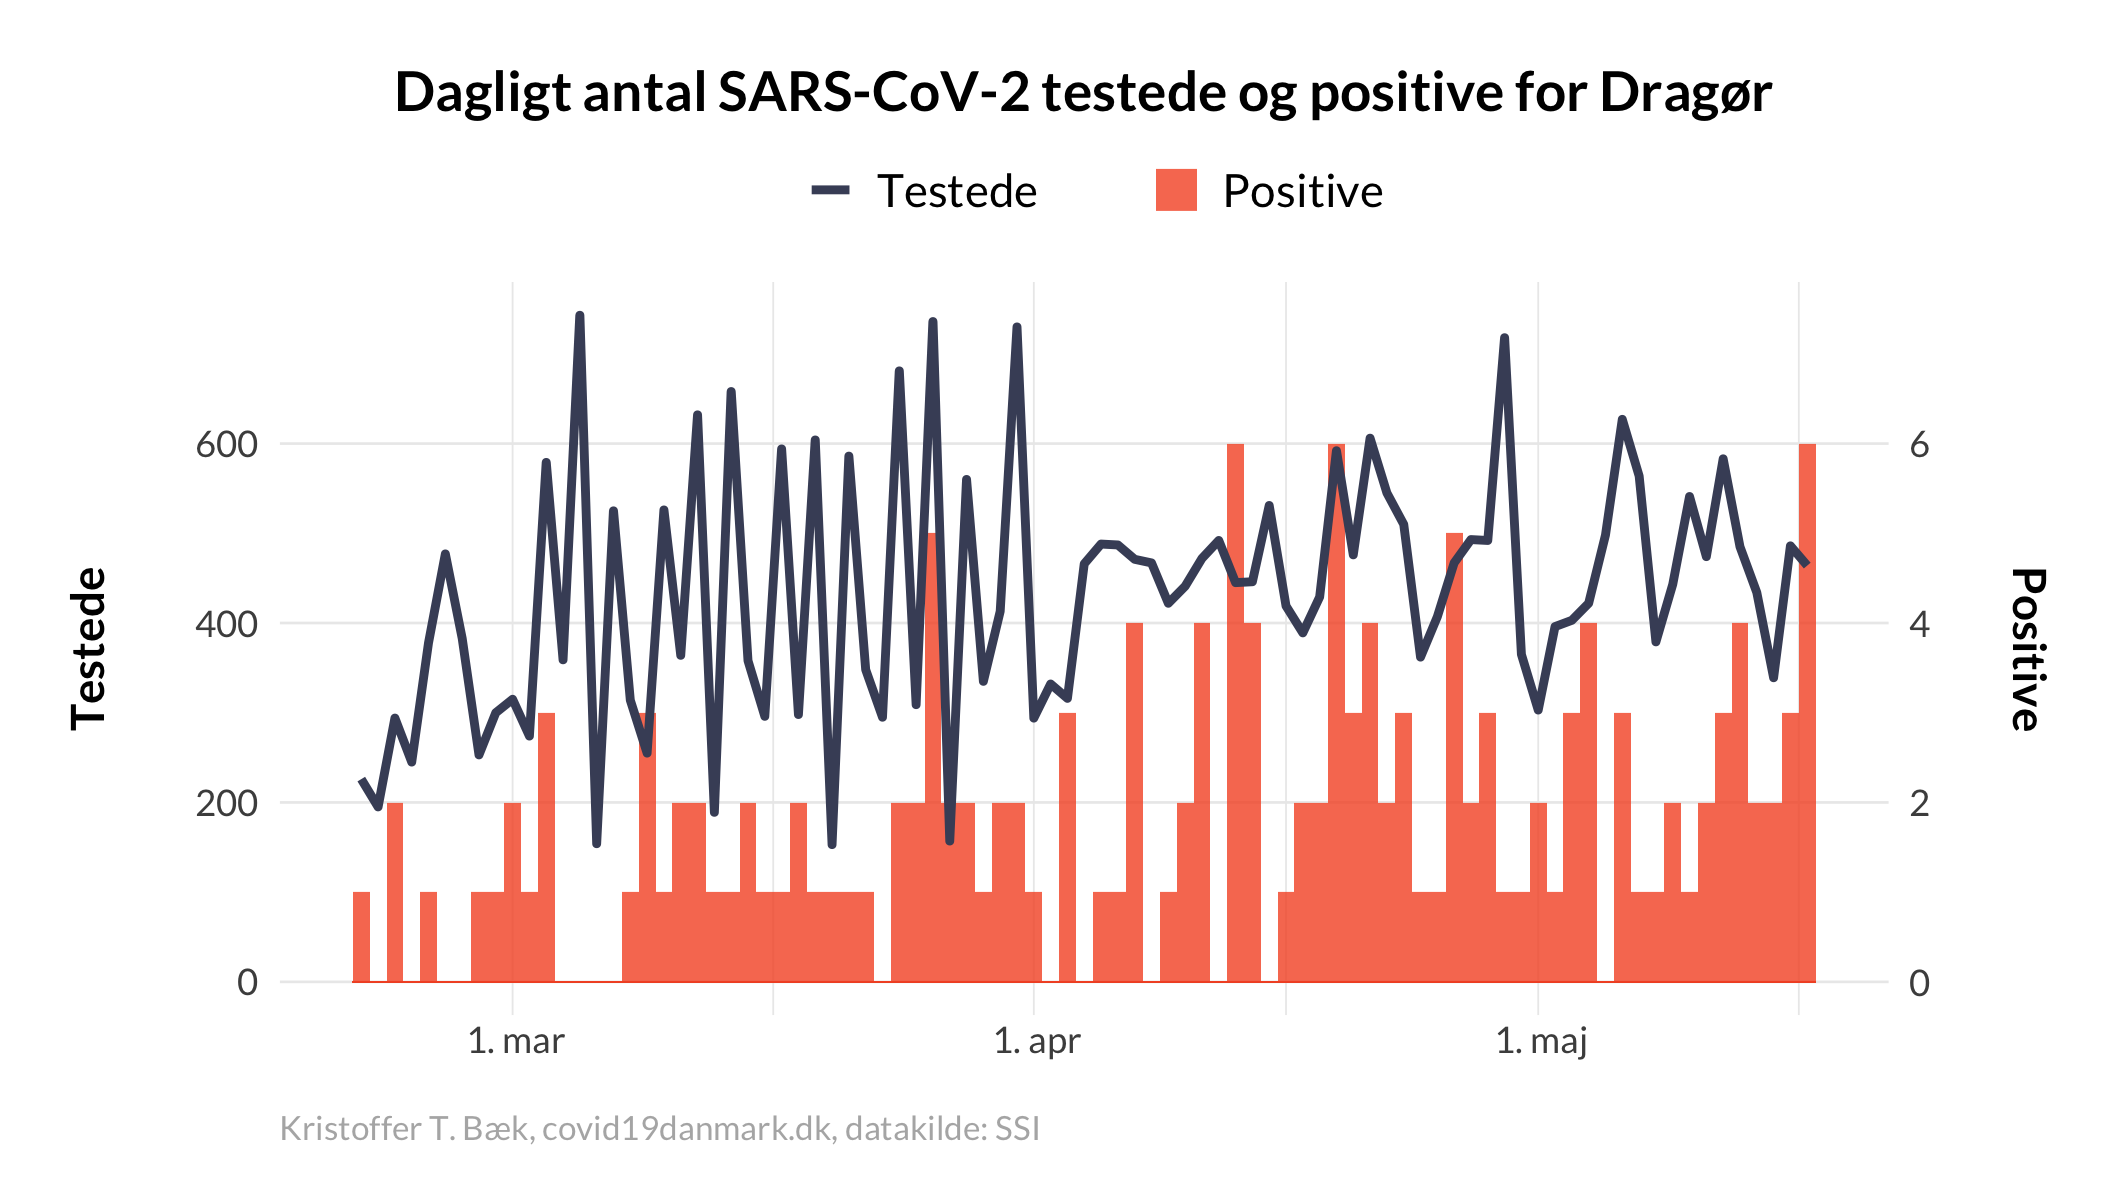 Dagligt antal SARS-CoV-2 testede og positive for Dragør
Testede
Positive
600
400
200
0
Testede
6
4
2
0
Positive
1. mar
1. apr
1. maj
Kristoffer T. Bæk, covid19danmark.dk, datakilde: SSI